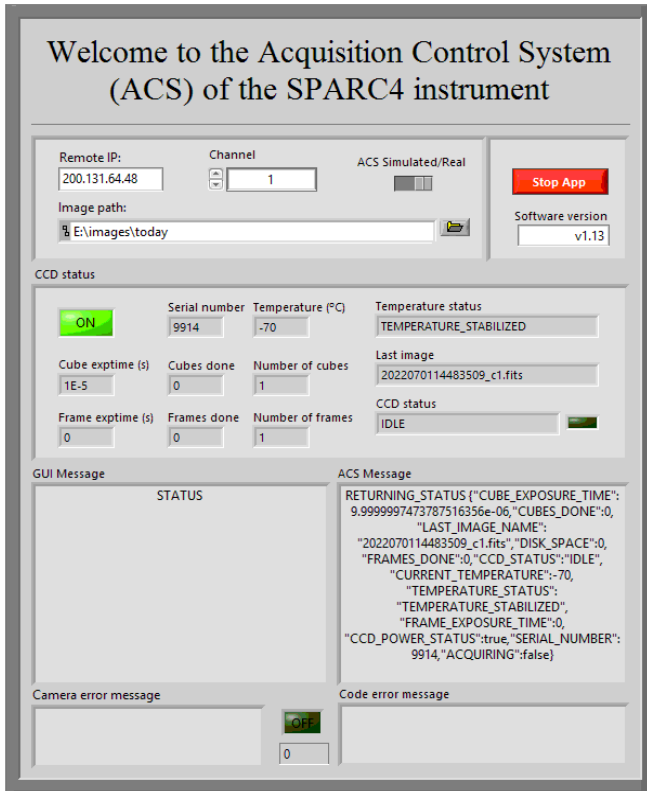 Welcome to the Acquisition Control System
(ACS) of the SPARC4 instrument
Remote IP:
200.131.64.48
Channel
1
ACS Simulated/Real
Image path:
E:\images\today
Stop App
Software version
v1.13
CCD status
ON
Serial number
9914
Temperature (ºC)
-70
Temperature status
TEMPERATURE_STABILIZED
Cube exptime (s)
1E-5
Cubes done
0
Number of cubes
1
Last image
2022070114483509_c1.fits
Frame exptime (s)
0
Frames done
0
Number of frames
1
CCD status
IDLE
GUI Message
STATUS
ACS Message
RETURNING_STATUS {"CUBE_EXPOSURE_TIME":
9.9999997473787516356e-06,"CUBES_DONE":0,
"LAST_IMAGE_NAME":
"2022070114483509_c1.fits","DISK_SPACE":0,
"FRAMES_DONE":0,"CCD_STATUS":"IDLE",
"CURRENT_TEMPERATURE":-70,
"TEMPERATURE_STATUS":
"TEMPERATURE_STABILIZED",
"FRAME_EXPOSURE_TIME":0,
"CCD_POWER_STATUS":true,"SERIAL_NUMBER":
9914,"ACQUIRING":false}
Camera error message
OFF
0
Code error message